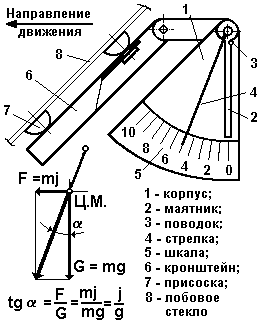 Направление
движения
8
1
6
7
3
4
2
5
10 8 6 4 2 0
F = mj
Ц.М.
α
G = mg
tg α = F/G = mj/mg = j/g
1 - корпус;
2 - маятник;
3 - поводок;
4 - стрелка;
5 - шкала;
6 - кронштейн;
7 - присоска;
8 - лобовое
стекло